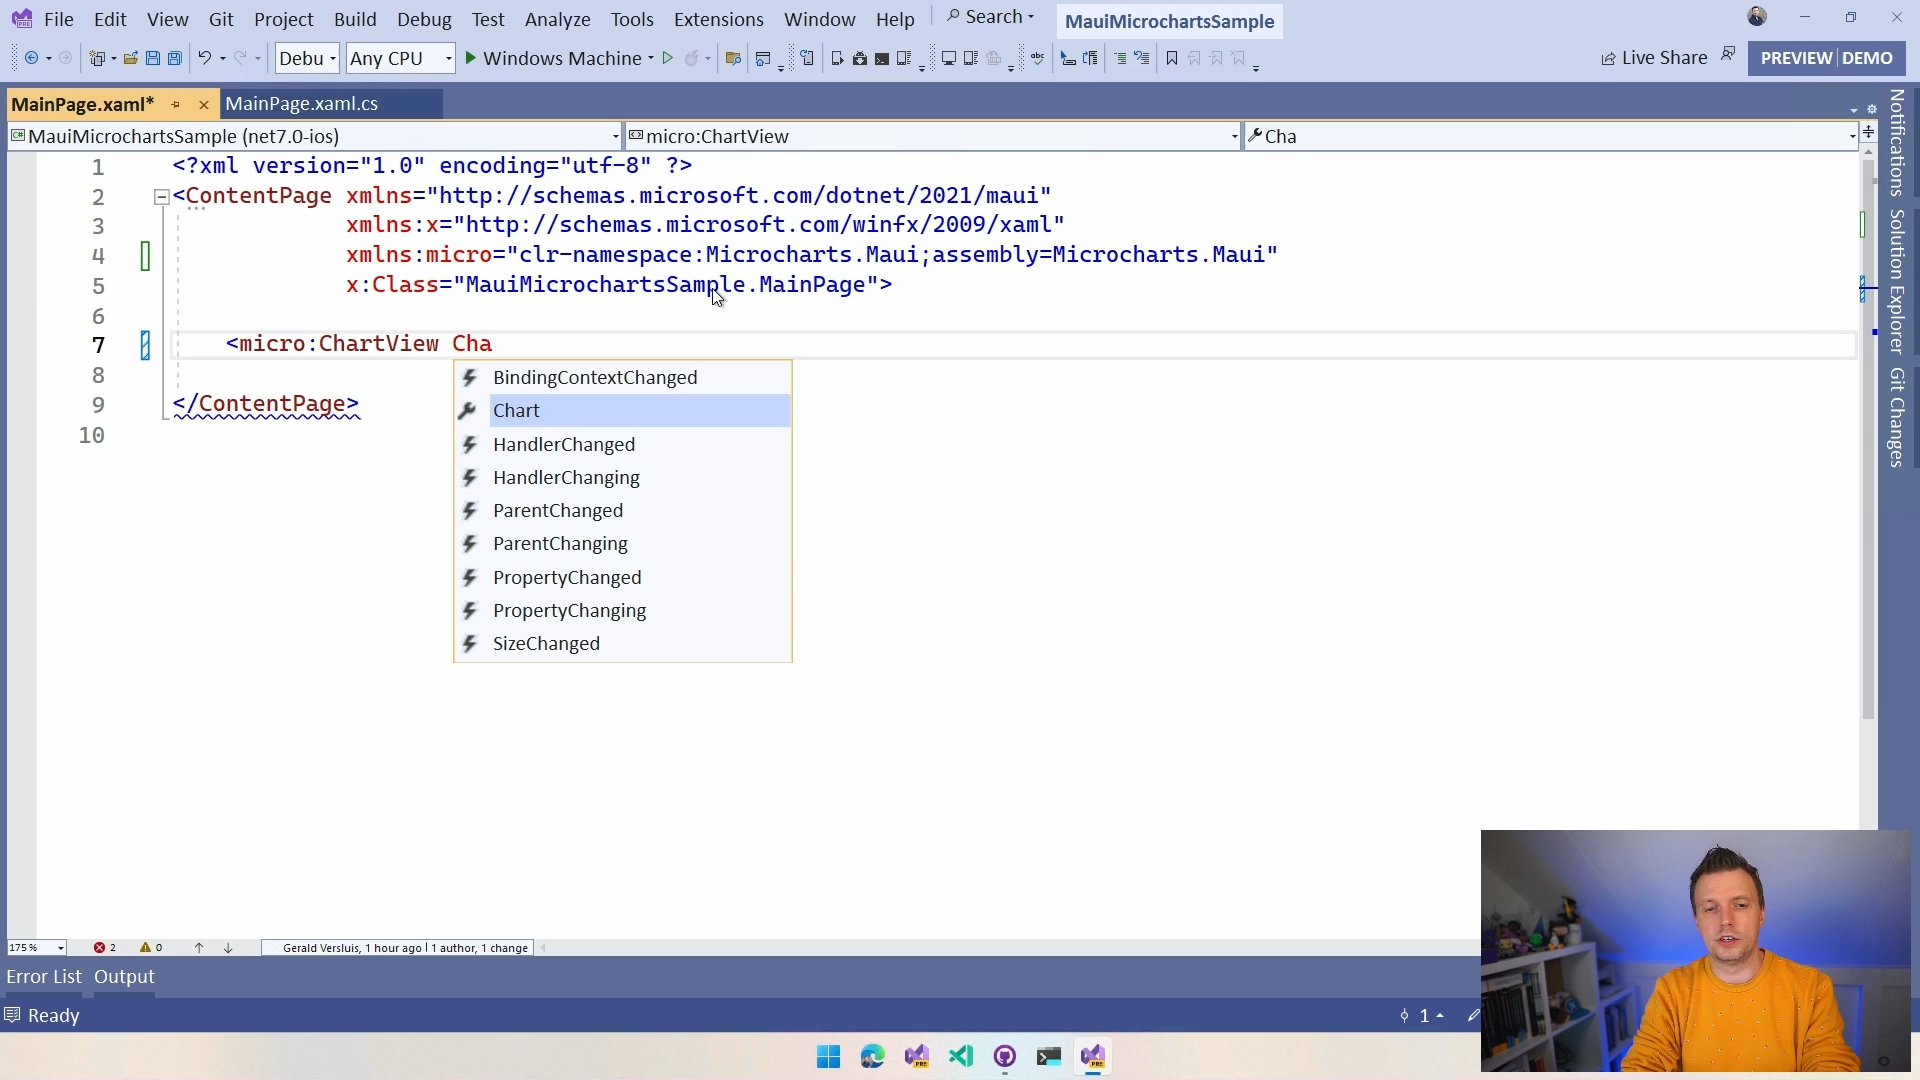 File Edit View Git Project Build Debug Test Analyze Tools Extensions Window Help Search MauiMicrochartsSample
Debu Any CPU Windows Machine Live Share PREVIEW DEMO
MainPage.xaml* MainPage.xaml.cs
MauiMicrochartsSample (net7.0-ios) micro:ChartView Cha
1 <?xml version="1.0" encoding="utf-8" ?>
2 <ContentPage xmlns="http://schemas.microsoft.com/dotnet/2021/maui"
3 xmlns:x="http://schemas.microsoft.com/winfx/2009/xaml"
4 xmlns:micro="clr-namespace:Microcharts.Maui;assembly=Microcharts.Maui"
5 x:Class="MauiMicrochartsSample.MainPage">
6
7 <micro:ChartView Cha
8
9 </ContentPage>
10
BindingContextChanged
Chart
HandlerChanged
HandlerChanging
ParentChanged
ParentChanging
PropertyChanged
PropertyChanging
SizeChanged
Notifications
Solution Explorer
Git Changes
175 % 2 0 Gerald Versluis, 1 hour ago | 1 author, 1 change
Error List Output
Ready 1